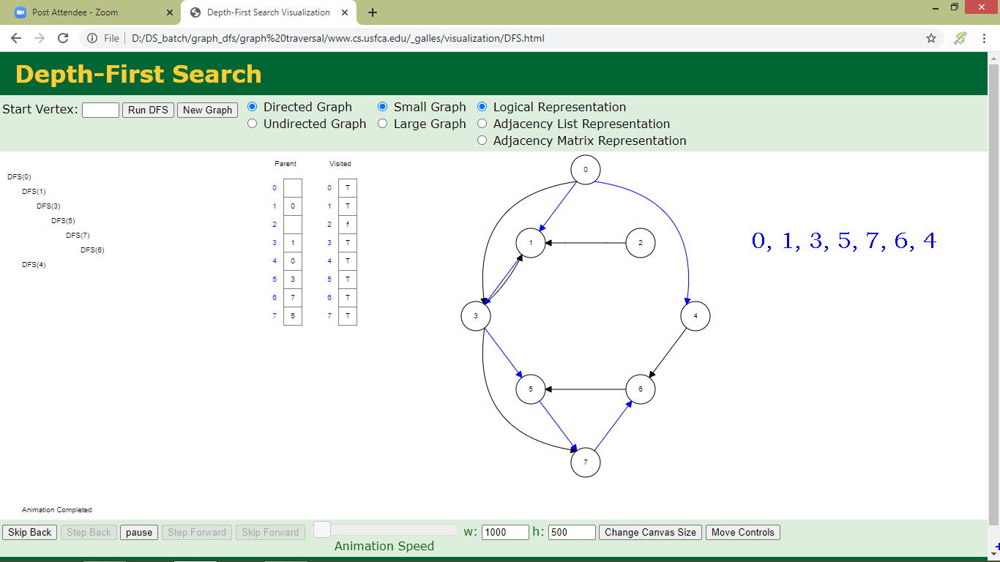 Post Attendee - Zoom
Depth-First Search Visualization
File | D:/DS_batch/graph_dfs/graph%20traversal/www.cs.usfca.edu/_galles/visualization/DFS.html
Depth-First Search
Start Vertex: Run DFS New Graph
Directed Graph
Undirected Graph
Small Graph
Large Graph
Logical Representation
Adjacency List Representation
Adjacency Matrix Representation
DFS(0)
DFS(1)
DFS(3)
DFS(5)
DFS(7)
DFS(6)
DFS(4)
Parent Visited
0 0 T
1 0 1 T
2 2 f
3 1 3 T
4 0 4 T
5 3 5 T
6 7 6 T
7 5 7 T
0
1 2
3 4
5 6
7
0, 1, 3, 5, 7, 6, 4
Animation Completed
Skip Back Step Back pause Step Forward Skip Forward w: 1000 h: 500 Change Canvas Size Move Controls
Animation Speed